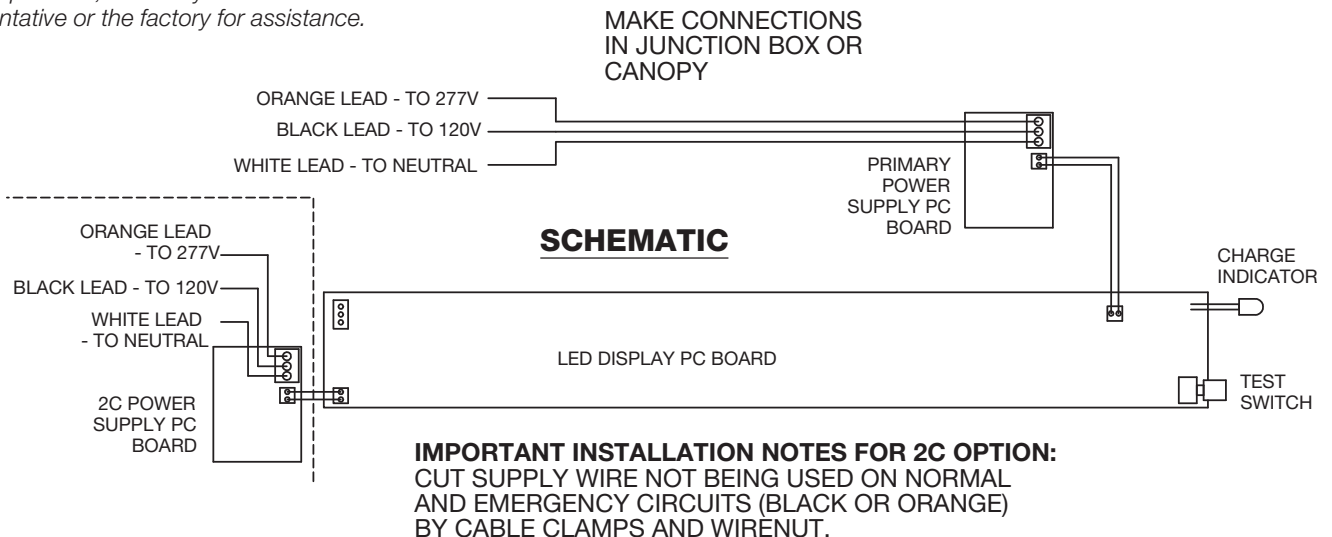 ntative or the factory for assistance.
MAKE CONNECTIONS
IN JUNCTION BOX OR
CANOPY
ORANGE LEAD - TO 277V
BLACK LEAD - TO 120V
WHITE LEAD - TO NEUTRAL
PRIMARY
POWER
SUPPLY PC
BOARD
SCHEMATIC
ORANGE LEAD
- TO 277V
BLACK LEAD - TO 120V
WHITE LEAD
- TO NEUTRAL
2C POWER
SUPPLY PC
BOARD
LED DISPLAY PC BOARD
CHARGE
INDICATOR
TEST
SWITCH
IMPORTANT INSTALLATION NOTES FOR 2C OPTION:
CUT SUPPLY WIRE NOT BEING USED ON NORMAL
AND EMERGENCY CIRCUITS (BLACK OR ORANGE)
BY CABLE CLAMPS AND WIRENUT.